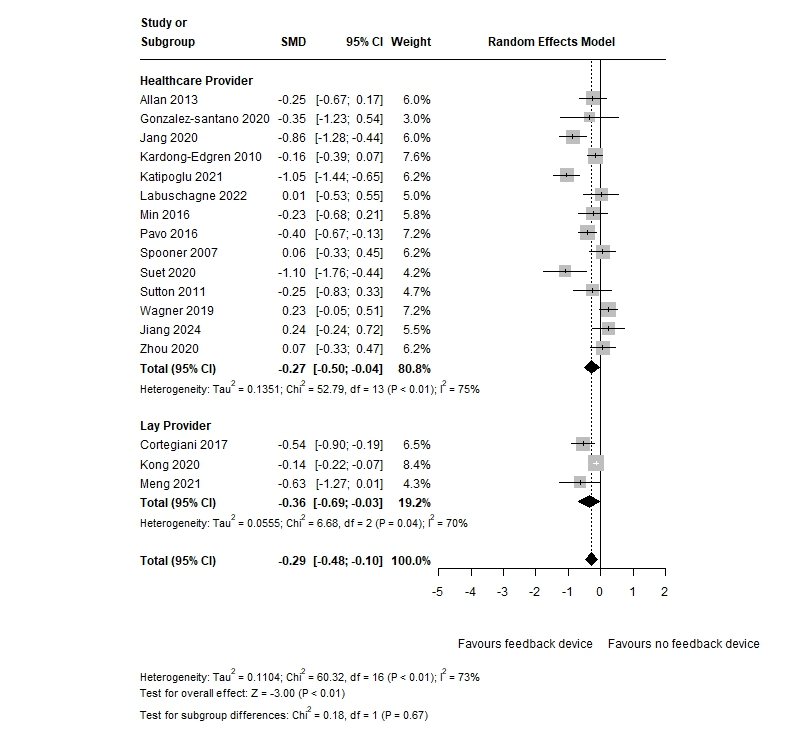 Study or
Subgroup SMD 95% CI Weight Random Effects Model
Healthcare Provider
Allan 2013 -0.25 [-0.67; 0.17] 6.0%
Gonzalez-santano 2020 -0.35 [-1.23; 0.54] 3.0%
Jang 2020 -0.86 [-1.28; -0.44] 6.0%
Kardong-Edgren 2010 -0.16 [-0.39; 0.07] 7.6%
Katipoglu 2021 -1.05 [-1.44; -0.65] 6.2%
Labuschagne 2022 0.01 [-0.53; 0.55] 5.0%
Min 2016 -0.23 [-0.68; 0.21] 5.8%
Pavo 2016 -0.40 [-0.67; -0.13] 7.2%
Spooner 2007 0.06 [-0.33; 0.45] 6.2%
Suet 2020 -1.10 [-1.76; -0.44] 4.2%
Sutton 2011 -0.25 [-0.83; 0.33] 4.7%
Wagner 2019 0.23 [-0.05; 0.51] 7.2%
Jiang 2024 0.24 [-0.24; 0.72] 5.5%
Zhou 2020 0.07 [-0.33; 0.47] 6.2%
Total (95% CI) -0.27 [-0.50; -0.04] 80.8%
Heterogeneity: Tau² = 0.1351; Chi² = 52.79, df = 13 (P < 0.01); I² = 75%
Lay Provider
Cortegiani 2017 -0.54 [-0.90; -0.19] 6.5%
Kong 2020 -0.14 [-0.22; -0.07] 8.4%
Meng 2021 -0.63 [-1.27; 0.01] 4.3%
Total (95% CI) -0.36 [-0.69; -0.03] 19.2%
Heterogeneity: Tau² = 0.0555; Chi² = 6.68, df = 2 (P = 0.04); I² = 70%
Total (95% CI) -0.29 [-0.48; -0.10] 100.0%
-5 -4 -3 -2 -1 0 1 2
Favours feedback device Favours no feedback device
Heterogeneity: Tau² = 0.1104; Chi² = 60.32, df = 16 (P < 0.01); I² = 73%
Test for overall effect: Z = -3.00 (P < 0.01)
Test for subgroup differences: Chi² = 0.18, df = 1 (P = 0.67)